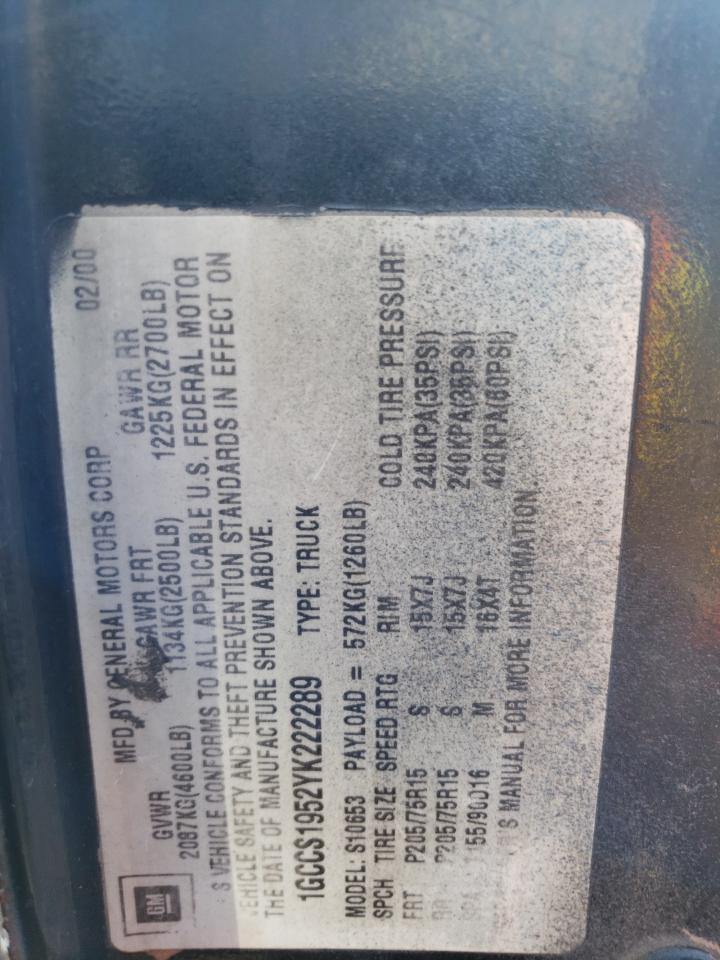 GM
MFD BY GENERAL MOTORS CORP 02/00
GVWR GAWR FRT GAWR RR
2087KG(4600LB) 1134KG(2500LB) 1225KG(2700LB)
S VEHICLE CONFORMS TO ALL APPLICABLE U.S. FEDERAL MOTOR
EHICLE SAFETY AND THEFT PREVENTION STANDARDS IN EFFECT ON
THE DATE OF MANUFACTURE SHOWN ABOVE.
1GCCS1952YK222289 TYPE: TRUCK
MODEL: S10653 PAYLOAD = 572KG(1260LB)
SPCH TIRE-SIZE SPEED RTG RIM COLD TIRE PRESSURE
FRT P205/75R15 S 15X7J 240KPA(35PSI)
RR P205/75R15 S 15X7J 240KPA(35PSI)
SPA 155/90D16 M 16X4T 420KPA(60PSI)
S MANUAL FOR MORE INFORMATION.